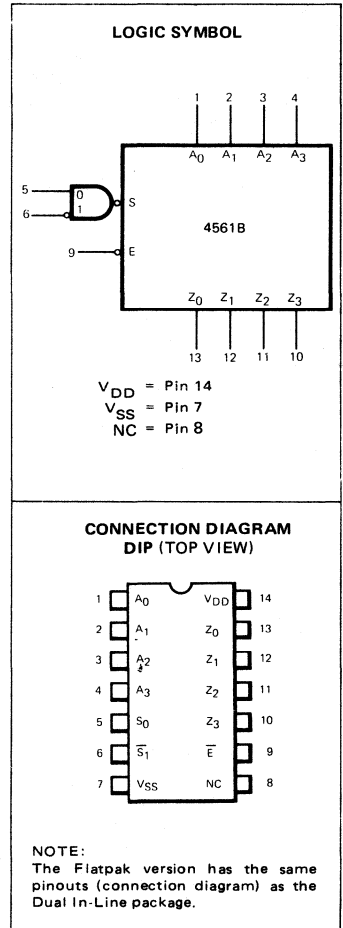 LOGIC SYMBOL
1 2 3 4
A0 A1 A2 A3
5 0 S
6 1
4561B
9 E
Z0 Z1 Z2 Z3
13 12 11 10
VDD = Pin 14
VSS = Pin 7
NC = Pin 8
CONNECTION DIAGRAM
DIP (TOP VIEW)
1 A0 VDD 14
2 A1 Z0 13
3 A2 Z1 12
4 A3 Z2 11
5 S0 Z3 10
6 S̅1 E̅ 9
7 VSS NC 8
NOTE:
The Flatpak version has the same
pinouts (connection diagram) as the
Dual In-Line package.